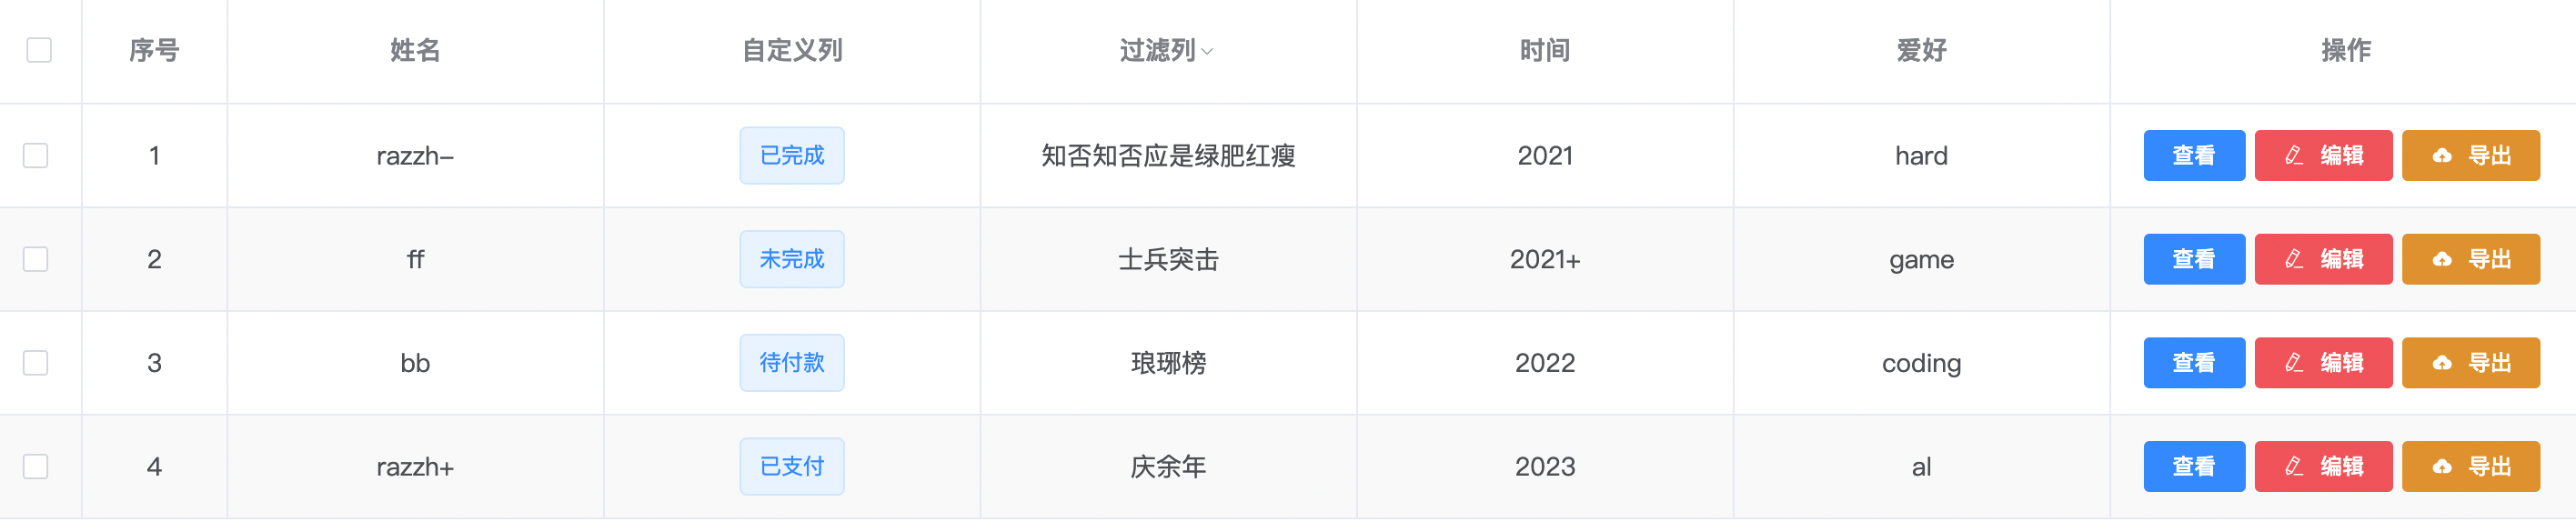 序号 姓名 自定义列 过滤列 时间 爱好 操作
1 razzh- 已完成 知否知否应是绿肥红瘦 2021 hard 查看 编辑 导出
2 ff 未完成 士兵突击 2021+ game 查看 编辑 导出
3 bb 待付款 琅琊榜 2022 coding 查看 编辑 导出
4 razzh+ 已支付 庆余年 2023 al 查看 编辑 导出